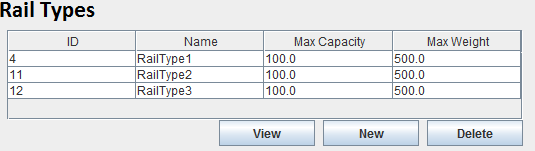 Rail Types
ID Name Max Capacity Max Weight
4 RailType1 100.0 500.0
11 RailType2 100.0 500.0
12 RailType3 100.0 500.0
View New Delete